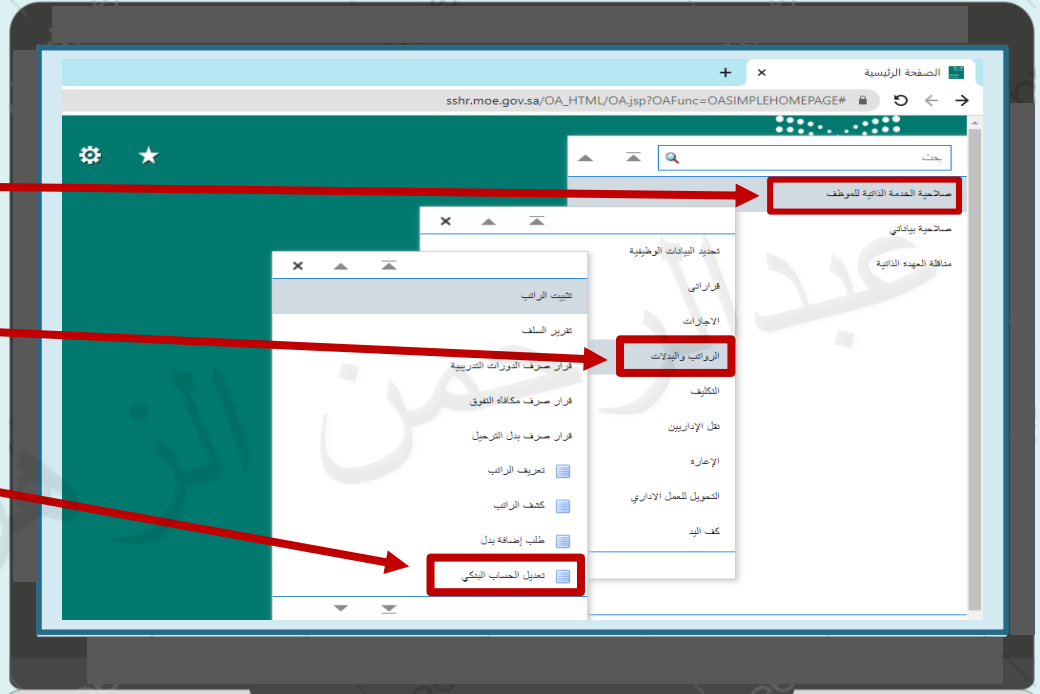 الصفحة الرئيسية × +
sshr.moe.gov.sa/OA_HTML/OA.jsp?OAFunc=OASIMPLEHOMEPAGE#
بحث
صلاحية الخدمة الذاتية للموظف
صلاحية بياناتي
مناقلة العهده الذاتية
تحديد البيانات الوظيفية
قراراتي
الاجازات
الرواتب والبدلات
التكليف
نقل الإداريين
الإعاره
التحويل للعمل الاداري
كف اليد
تثبيت الراتب
تقرير السلف
قرار صرف الدورات التدريبية
قرار صرف مكافاة التفوق
قرار صرف بدل الترحيل
تعريف الراتب
كشف الراتب
طلب إضافة بدل
تعديل الحساب البنكي